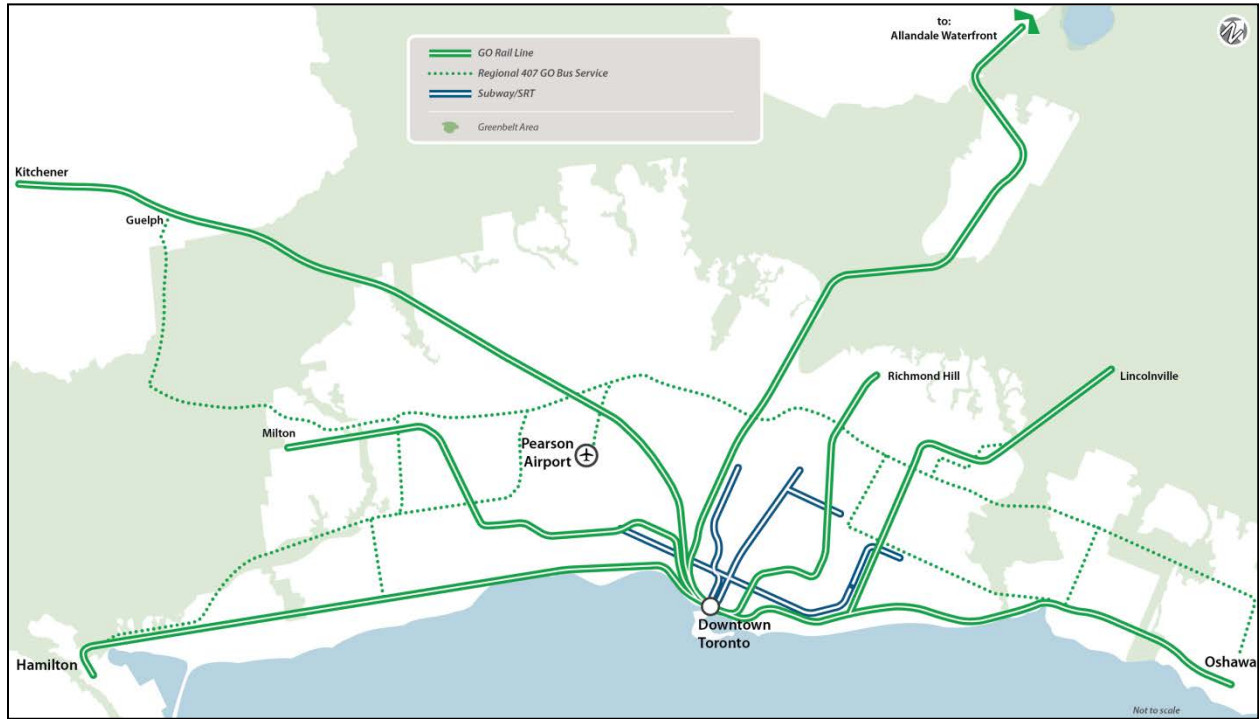 to:
Allandale Waterfront
GO Rail Line
Regional 407 GO Bus Service
Subway/SRT
Greenbelt Area
Kitchener
Guelph
Richmond Hill
Lincolnville
Milton
Pearson
Airport
Downtown
Toronto
Hamilton
Oshawa
Not to scale